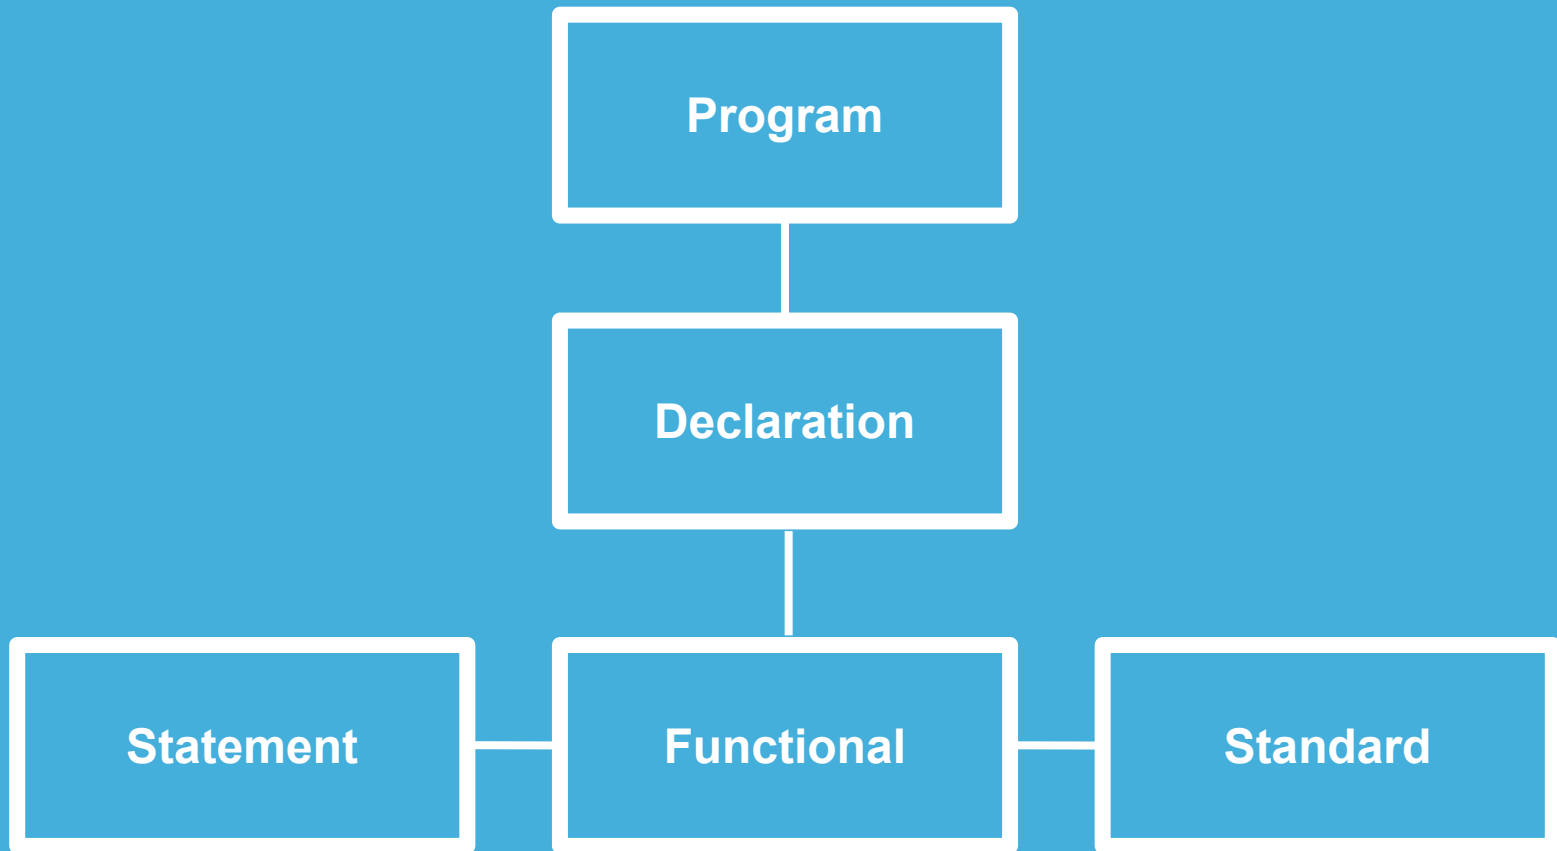 Program
Declaration
Statement
Functional
Standard